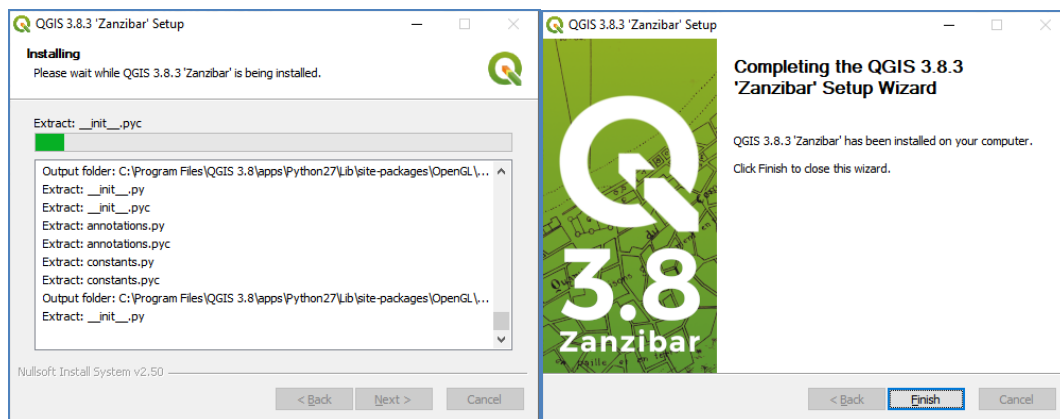 QGIS 3.8.3 'Zanzibar' Setup
Installing
Please wait while QGIS 3.8.3 'Zanzibar' is being installed.
Extract: __init__.pyc
Output folder: C:\Program Files\QGIS 3.8\apps\Python27\Lib\site-packages\OpenGL\...
Extract: __init__.py
Extract: __init__.pyc
Extract: annotations.py
Extract: annotations.pyc
Extract: constants.py
Extract: constants.pyc
Output folder: C:\Program Files\QGIS 3.8\apps\Python27\Lib\site-packages\OpenGL\...
Extract: __init__.py
Nullsoft Install System v2.50
< Back Next > Cancel
QGIS 3.8.3 'Zanzibar' Setup
3.8
Zanzibar
Completing the QGIS 3.8.3
'Zanzibar' Setup Wizard
QGIS 3.8.3 'Zanzibar' has been installed on your computer.
Click Finish to close this wizard.
< Back Finish Cancel